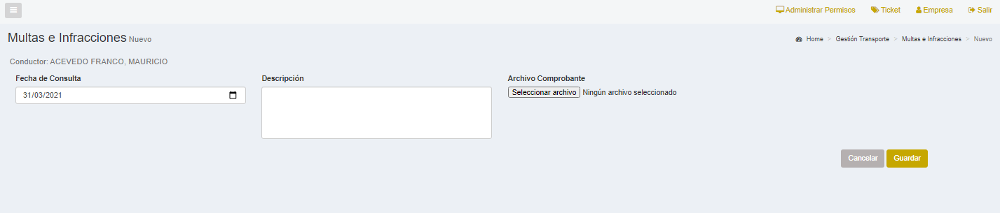 Administrar Permisos Ticket Empresa Salir
Multas e Infracciones Nuevo
Home > Gestión Transporte > Multas e Infracciones > Nuevo
Conductor: ACEVEDO FRANCO, MAURICIO
Fecha de Consulta Descripción Archivo Comprobante
31/03/2021 Seleccionar archivo Ningún archivo seleccionado
Cancelar Guardar